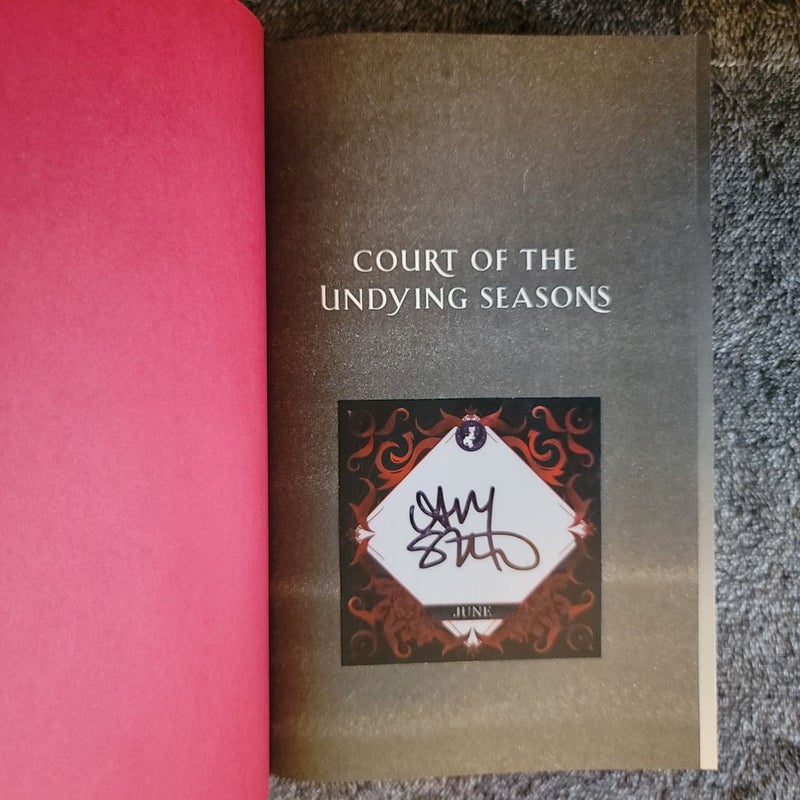 COURT OF THE
UNDYING SEASONS
JUNE